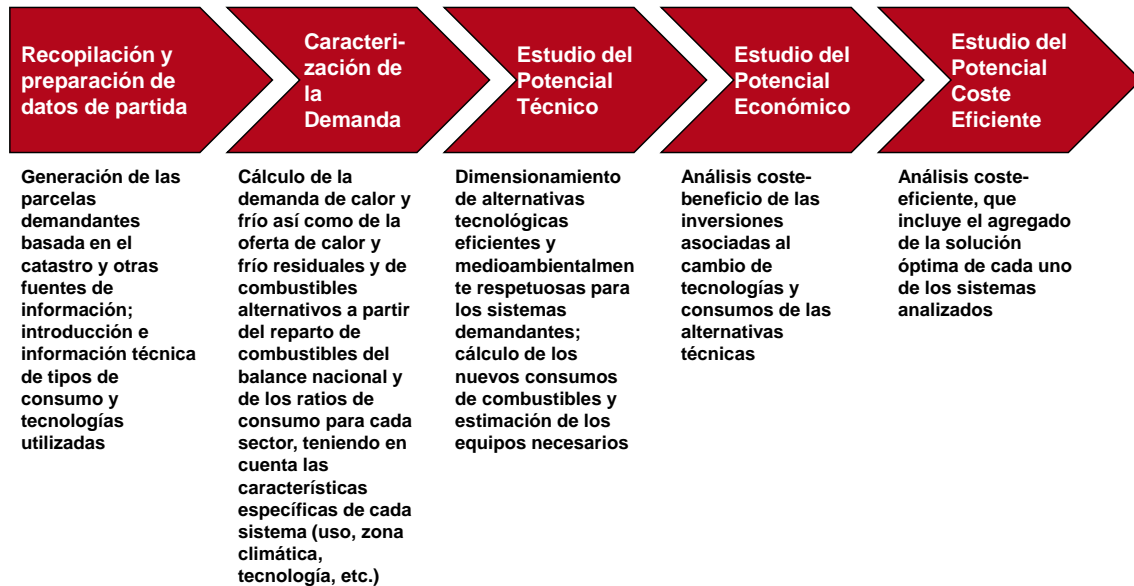 Recopilación y
preparación de
datos de partida
Caracteri-
zación de
la
Demanda
Estudio del
Potencial
Técnico
Estudio del
Potencial
Económico
Estudio del
Potencial
Coste
Eficiente
Generación de las
parcelas
demandantes
basada en el
catastro y otras
fuentes de
información;
introducción e
información técnica
de tipos de
consumo y
tecnologías
utilizadas
Cálculo de la
demanda de calor y
frío así como de la
oferta de calor y
frío residuales y de
combustibles
alternativos a partir
del reparto de
combustibles del
balance nacional y
de los ratios de
consumo para cada
sector, teniendo en
cuenta las
características
específicas de cada
sistema (uso, zona
climática,
tecnología, etc.)
Dimensionamiento
de alternativas
tecnológicas
eficientes y
medioambientalmen
te respetuosas para
los sistemas
demandantes;
cálculo de los
nuevos consumos
de combustibles y
estimación de los
equipos necesarios
Análisis coste-
beneficio de las
inversiones
asociadas al
cambio de
tecnologías y
consumos de las
alternativas
técnicas
Análisis coste-
eficiente, que
incluye el agregado
de la solución
óptima de cada uno
de los sistemas
analizados